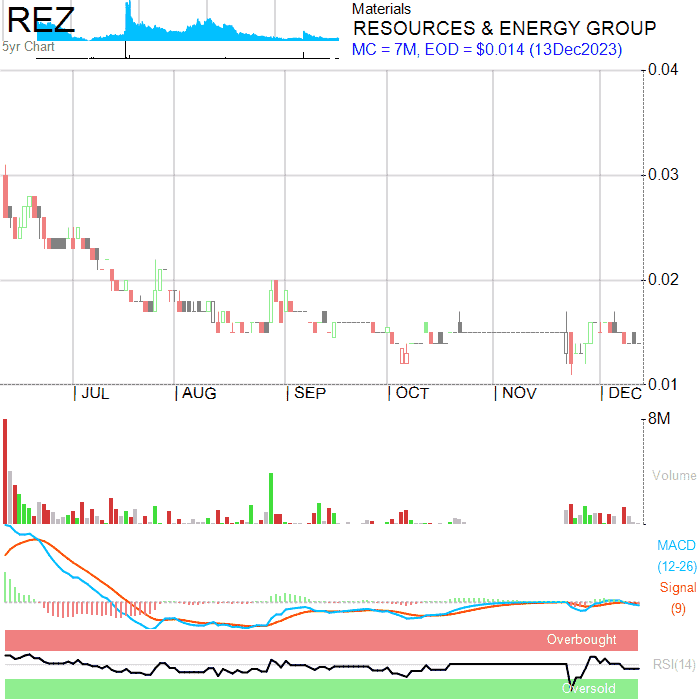 REZ
5yr Chart
Materials
RESOURCES & ENERGY GROUP
MC = 7M, EOD = $0.014 (13Dec2023)
0.04
0.03
0.02
0.01
JUL
AUG
SEP
OCT
NOV
DEC
8M
Volume
MACD
(12-26)
Signal
(9)
Overbought
RSI(14)
Oversold